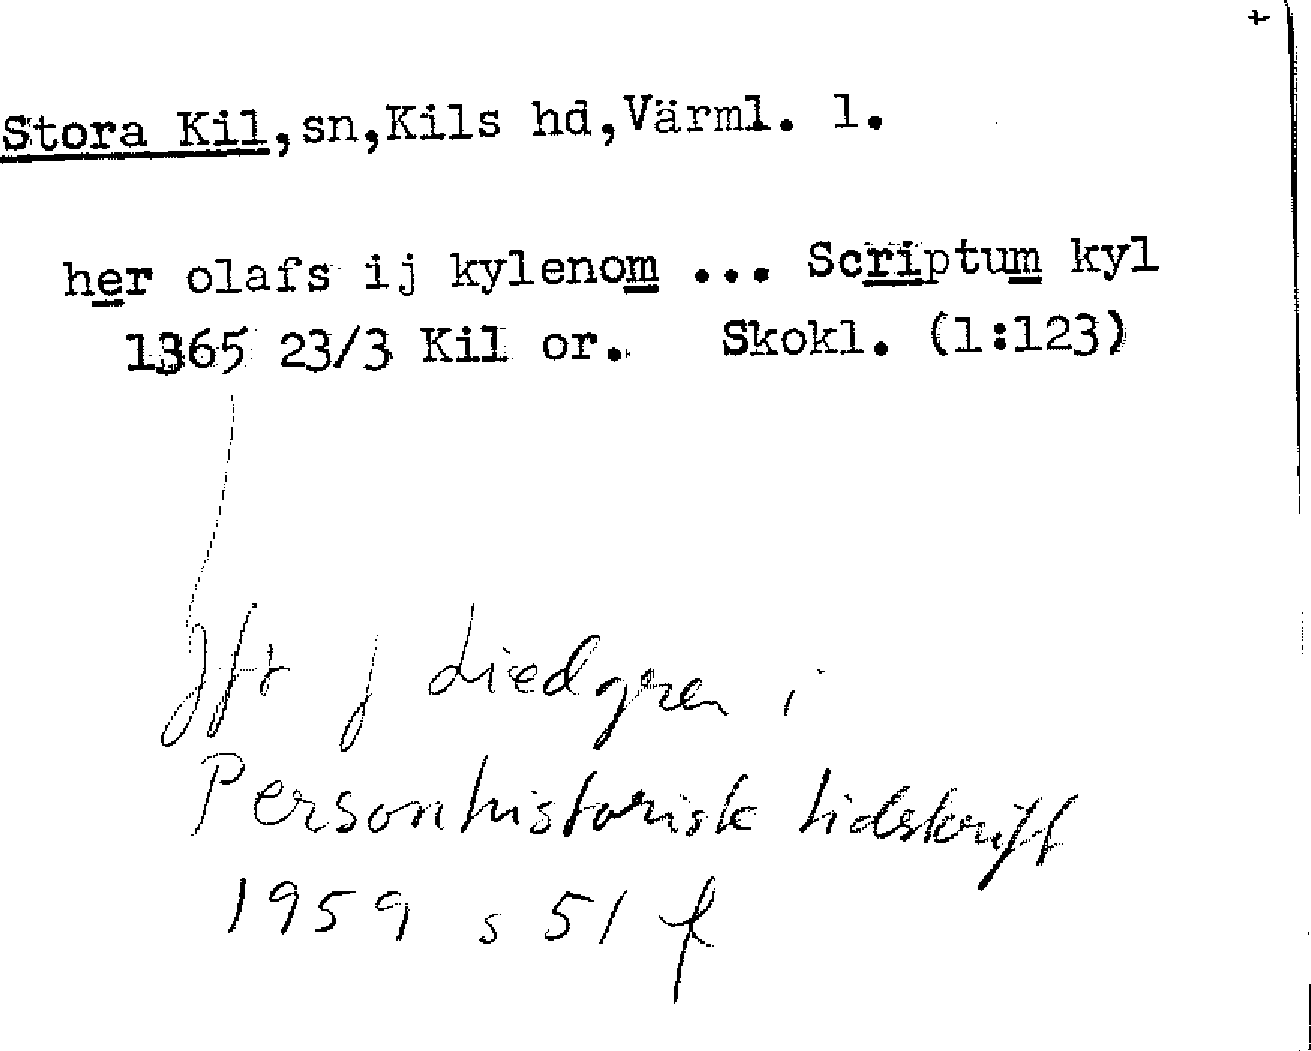 +
Stora Kil,sn,Kils hd,Värml. l.
her olafs ij kylenom ... Scriptum kyl
1365 23/3 Kil or. Skokl. (1:123)
Jfr J Liedgren i
Personhistorisk tidskrift
1959 s 51 f